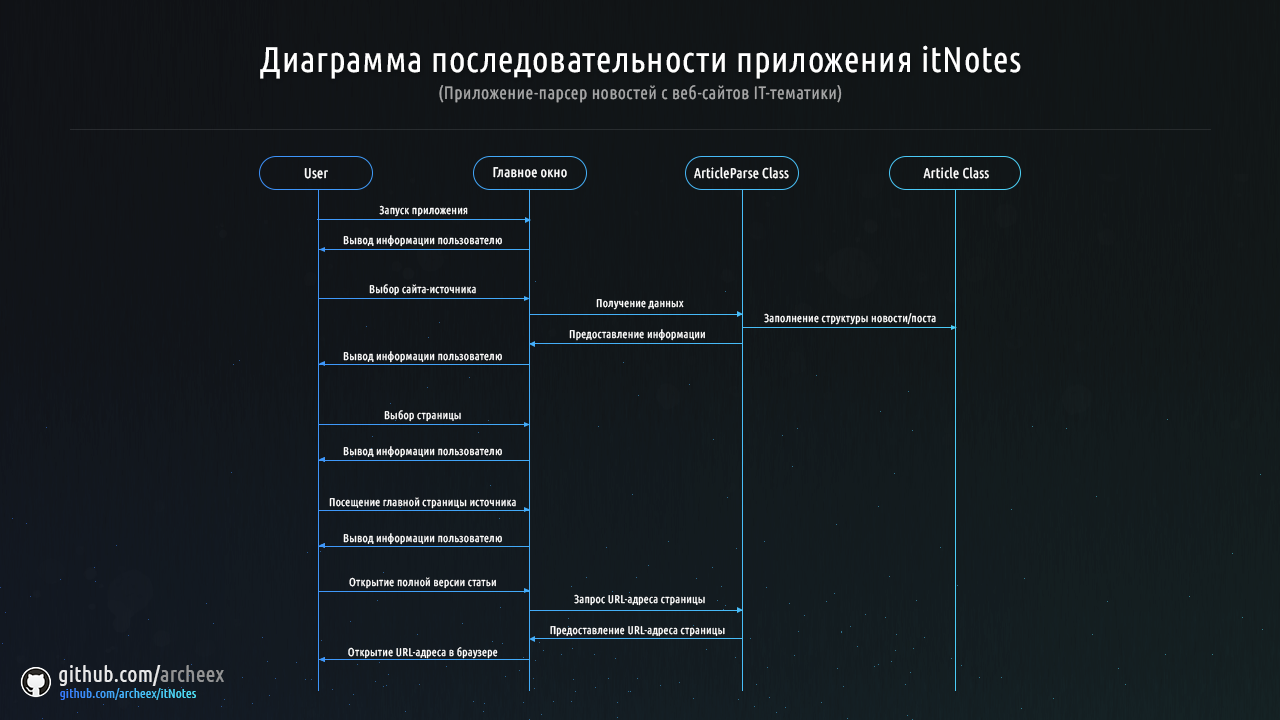 Диаграмма последовательности приложения itNotes
(Приложение-парсер новостей с веб-сайтов IT-тематики)
User
Главное окно
ArticleParse Class
Article Class
Запуск приложения
Вывод информации пользователю
Выбор сайта-источника
Получение данных
Заполнение структуры новости/поста
Предоставление информации
Вывод информации пользователю
Выбор страницы
Вывод информации пользователю
Посещение главной страницы источника
Вывод информации пользователю
Открытие полной версии статьи
Запрос URL-адреса страницы
Предоставление URL-адреса страницы
Открытие URL-адреса в браузере
github.com/archeex
github.com/archeex/itNotes